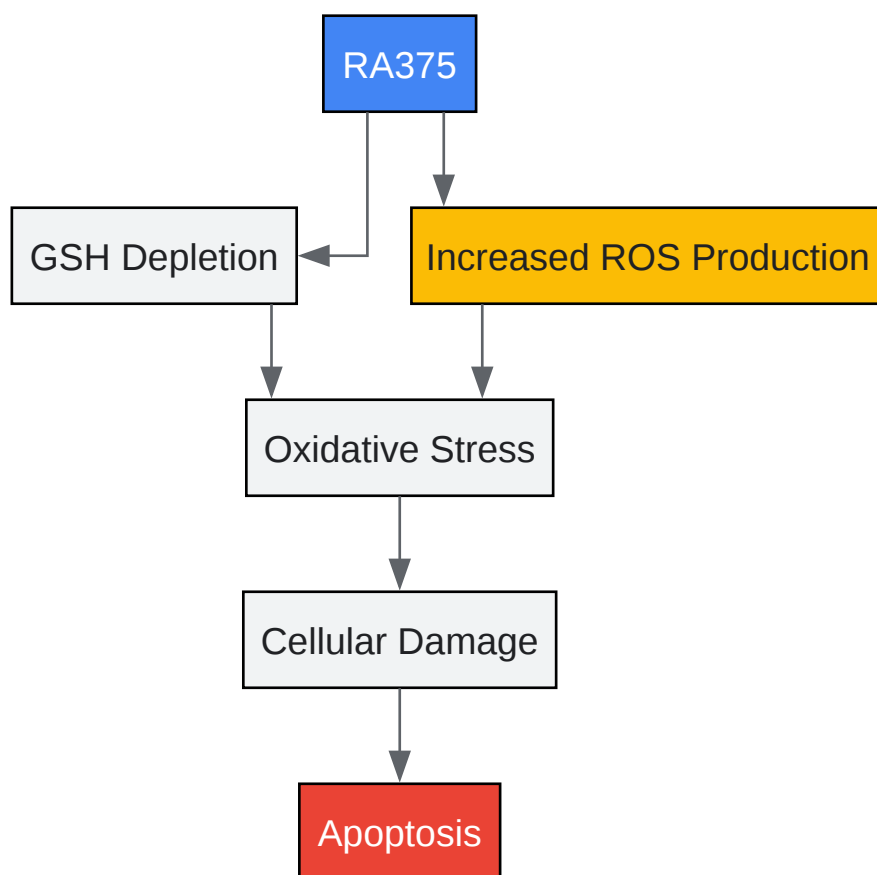 RA375
GSH Depletion
Increased ROS Production
Oxidative Stress
Cellular Damage
Apoptosis